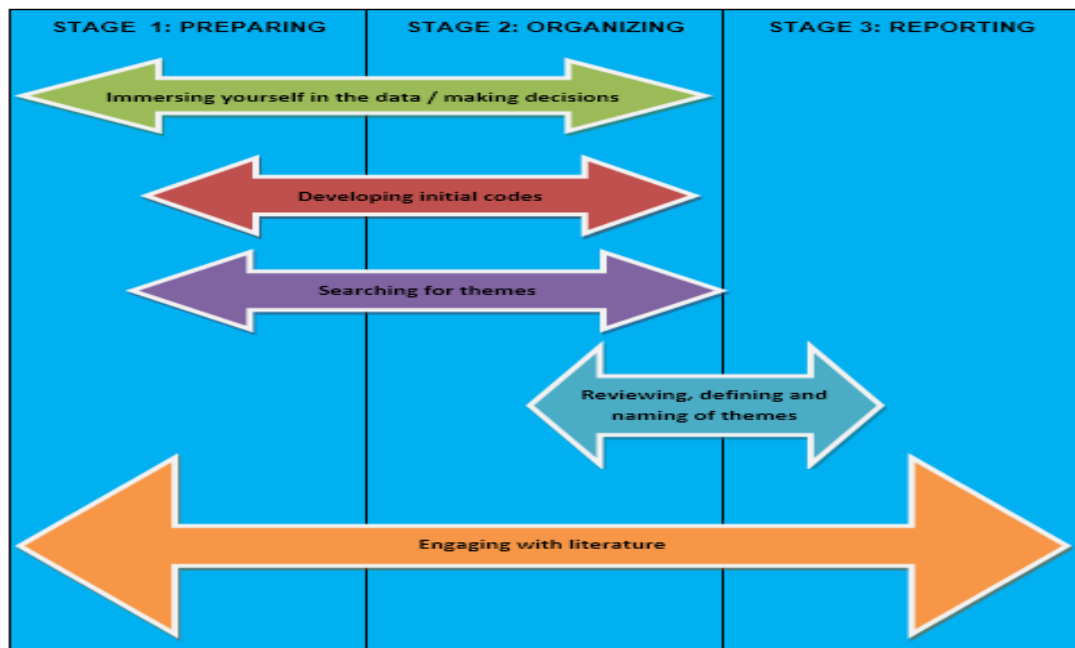 STAGE 1: PREPARING
STAGE 2: ORGANIZING
STAGE 3: REPORTING
Immersing yourself in the data / making decisions
Developing initial codes
Searching for themes
Reviewing, defining and
naming of themes
Engaging with literature